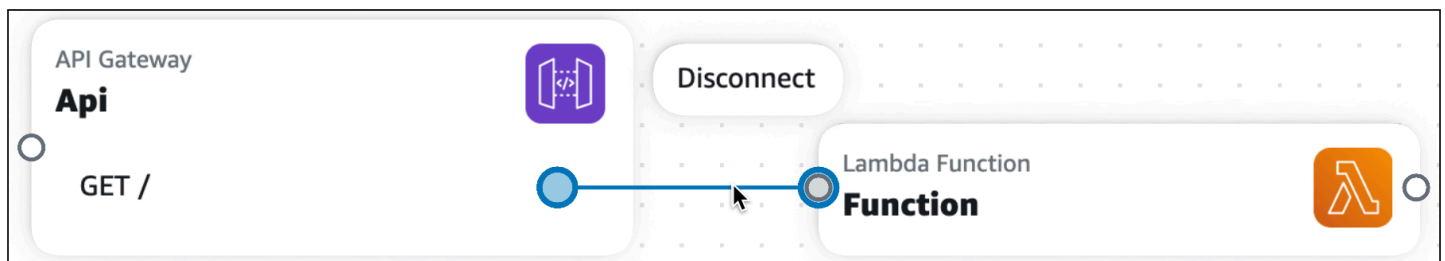 API Gateway
Api
GET /
Disconnect
Lambda Function
Function